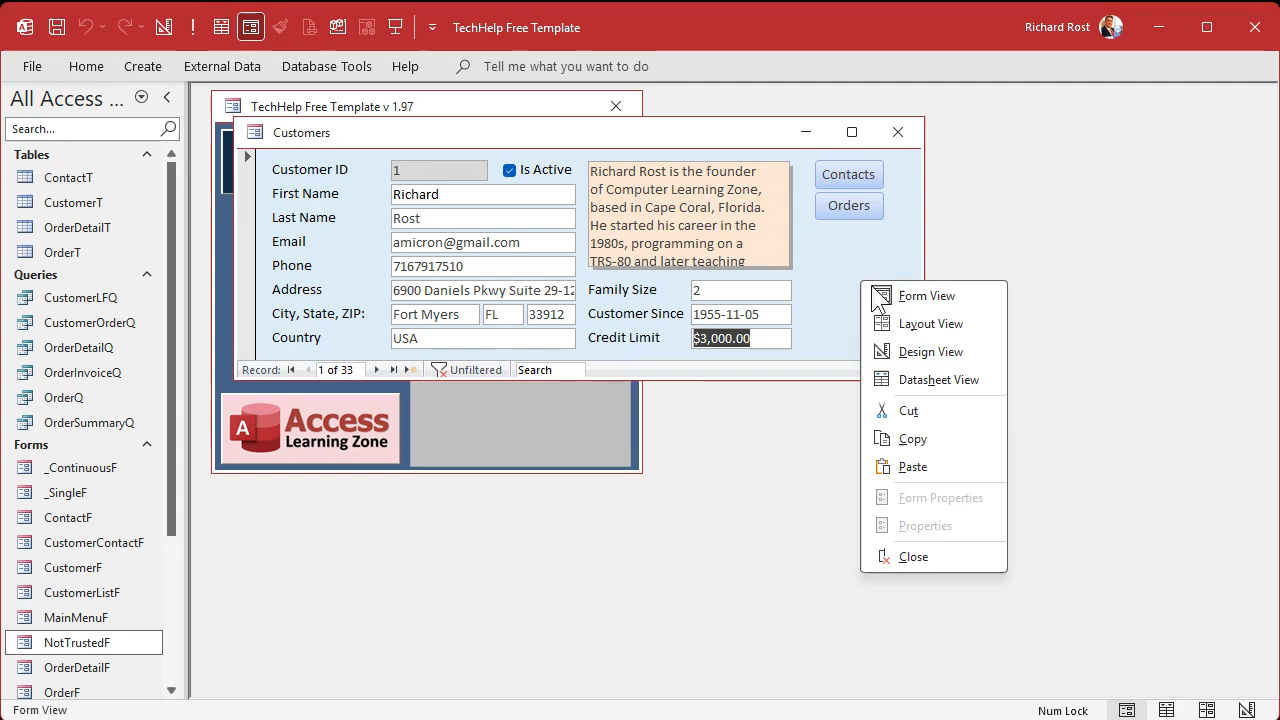 TechHelp Free Template
Richard Rost
File Home Create External Data Database Tools Help Tell me what you want to do
All Access ...
Search...
Tables
ContactT
CustomerT
OrderDetailT
OrderT
Queries
CustomerLFQ
CustomerOrderQ
OrderDetailQ
OrderInvoiceQ
OrderQ
OrderSummaryQ
Forms
_ContinuousF
_SingleF
ContactF
CustomerContactF
CustomerF
CustomerListF
MainMenuF
NotTrustedF
OrderDetailF
OrderF
TechHelp Free Template v 1.97
Customers
Customer ID 1 Is Active
First Name Richard
Last Name Rost
Email amicron@gmail.com
Phone 7167917510
Address 6900 Daniels Pkwy Suite 29-12
City, State, ZIP: Fort Myers FL 33912
Country USA
Richard Rost is the founder
of Computer Learning Zone,
based in Cape Coral, Florida.
He started his career in the
1980s, programming on a
TRS-80 and later teaching
Family Size 2
Customer Since 1955-11-05
Credit Limit $3,000.00
Contacts
Orders
Record: 1 of 33 Unfiltered Search
A Access
Learning Zone
Form View
Layout View
Design View
Datasheet View
Cut
Copy
Paste
Form Properties
Properties
Close
Form View
Num Lock